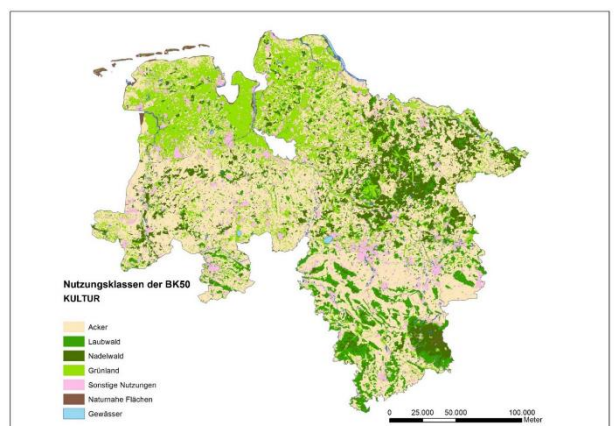 Nutzungsklassen der BK50
KULTUR
Acker
Laubwald
Nadelwald
Grünland
Sonstige Nutzungen
Naturnahe Flächen
Gewässer
0 25.000 50.000 100.000
Meter